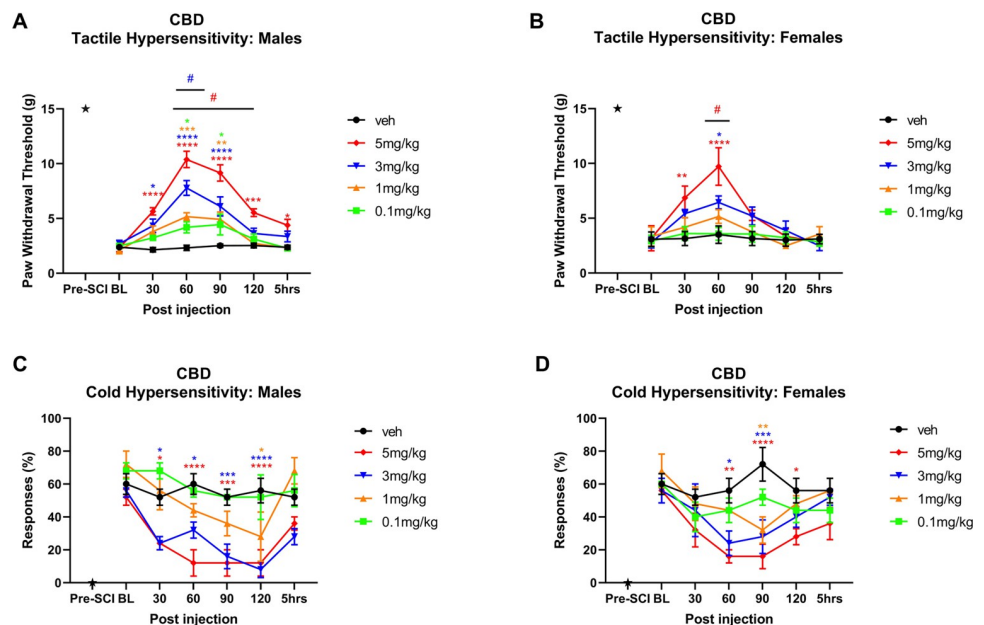 A
CBD
Tactile Hypersensitivity: Males
#
#
Paw Withdrawal Threshold (g)
15
10
5
0
*
***
****
****
*
**
****
****
*
****
***
*
veh
5mg/kg
3mg/kg
1mg/kg
0.1mg/kg
Pre-SCI BL 30 60 90 120 5hrs
Post injection
B
CBD
Tactile Hypersensitivity: Females
#
Paw Withdrawal Threshold (g)
15
10
5
0
*
****
**
veh
5mg/kg
3mg/kg
1mg/kg
0.1mg/kg
Pre-SCI BL 30 60 90 120 5hrs
Post injection
C
CBD
Cold Hypersensitivity: Males
Responses (%)
100
80
60
40
20
0
*
*
*
****
***
***
*
****
****
veh
5mg/kg
3mg/kg
1mg/kg
0.1mg/kg
Pre-SCI BL 30 60 90 120 5hrs
Post injection
D
CBD
Cold Hypersensitivity: Females
Responses (%)
100
80
60
40
20
0
**
***
****
*
**
*
veh
5mg/kg
3mg/kg
1mg/kg
0.1mg/kg
Pre-SCI BL 30 60 90 120 5hrs
Post injection